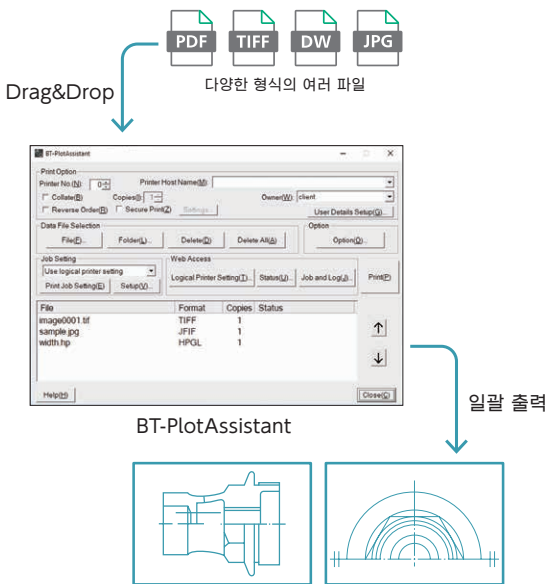 PDF TIFF DW JPG
다양한 형식의 여러 파일
Drag&Drop
BT-PlotAssistant
Print Option
Printer No.(N) 0 Printer Host Name(M)
Collate(B) Copies(I) 1 Owner(W) client
Reverse Order(R) Secure Print(Z) Settings... User Details Setup(Q)...
Data File Selection Option
File(F)... Folder(L)... Delete(D) Delete All(A) Option(O)...
Job Setting Web Access
Use logical printer setting
Logical Printer Setting(T)... Status(U)... Job and Log(J)... Print(P)
Print Job Setting(E) Setup(V)...
File Format Copies Status
image0001.tif TIFF 1
sample.jpg JFIF 1
width.hp HPGL 1
Help(H) Close(C)
일괄 출력
BT-PlotAssistant